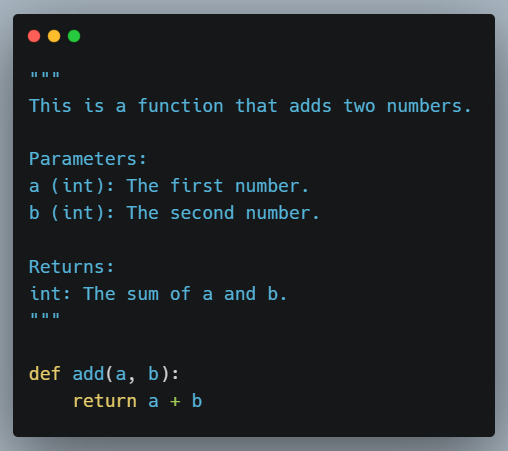 """
This is a function that adds two numbers.

Parameters:
a (int): The first number.
b (int): The second number.

Returns:
int: The sum of a and b.
"""

def add(a, b):
    return a + b